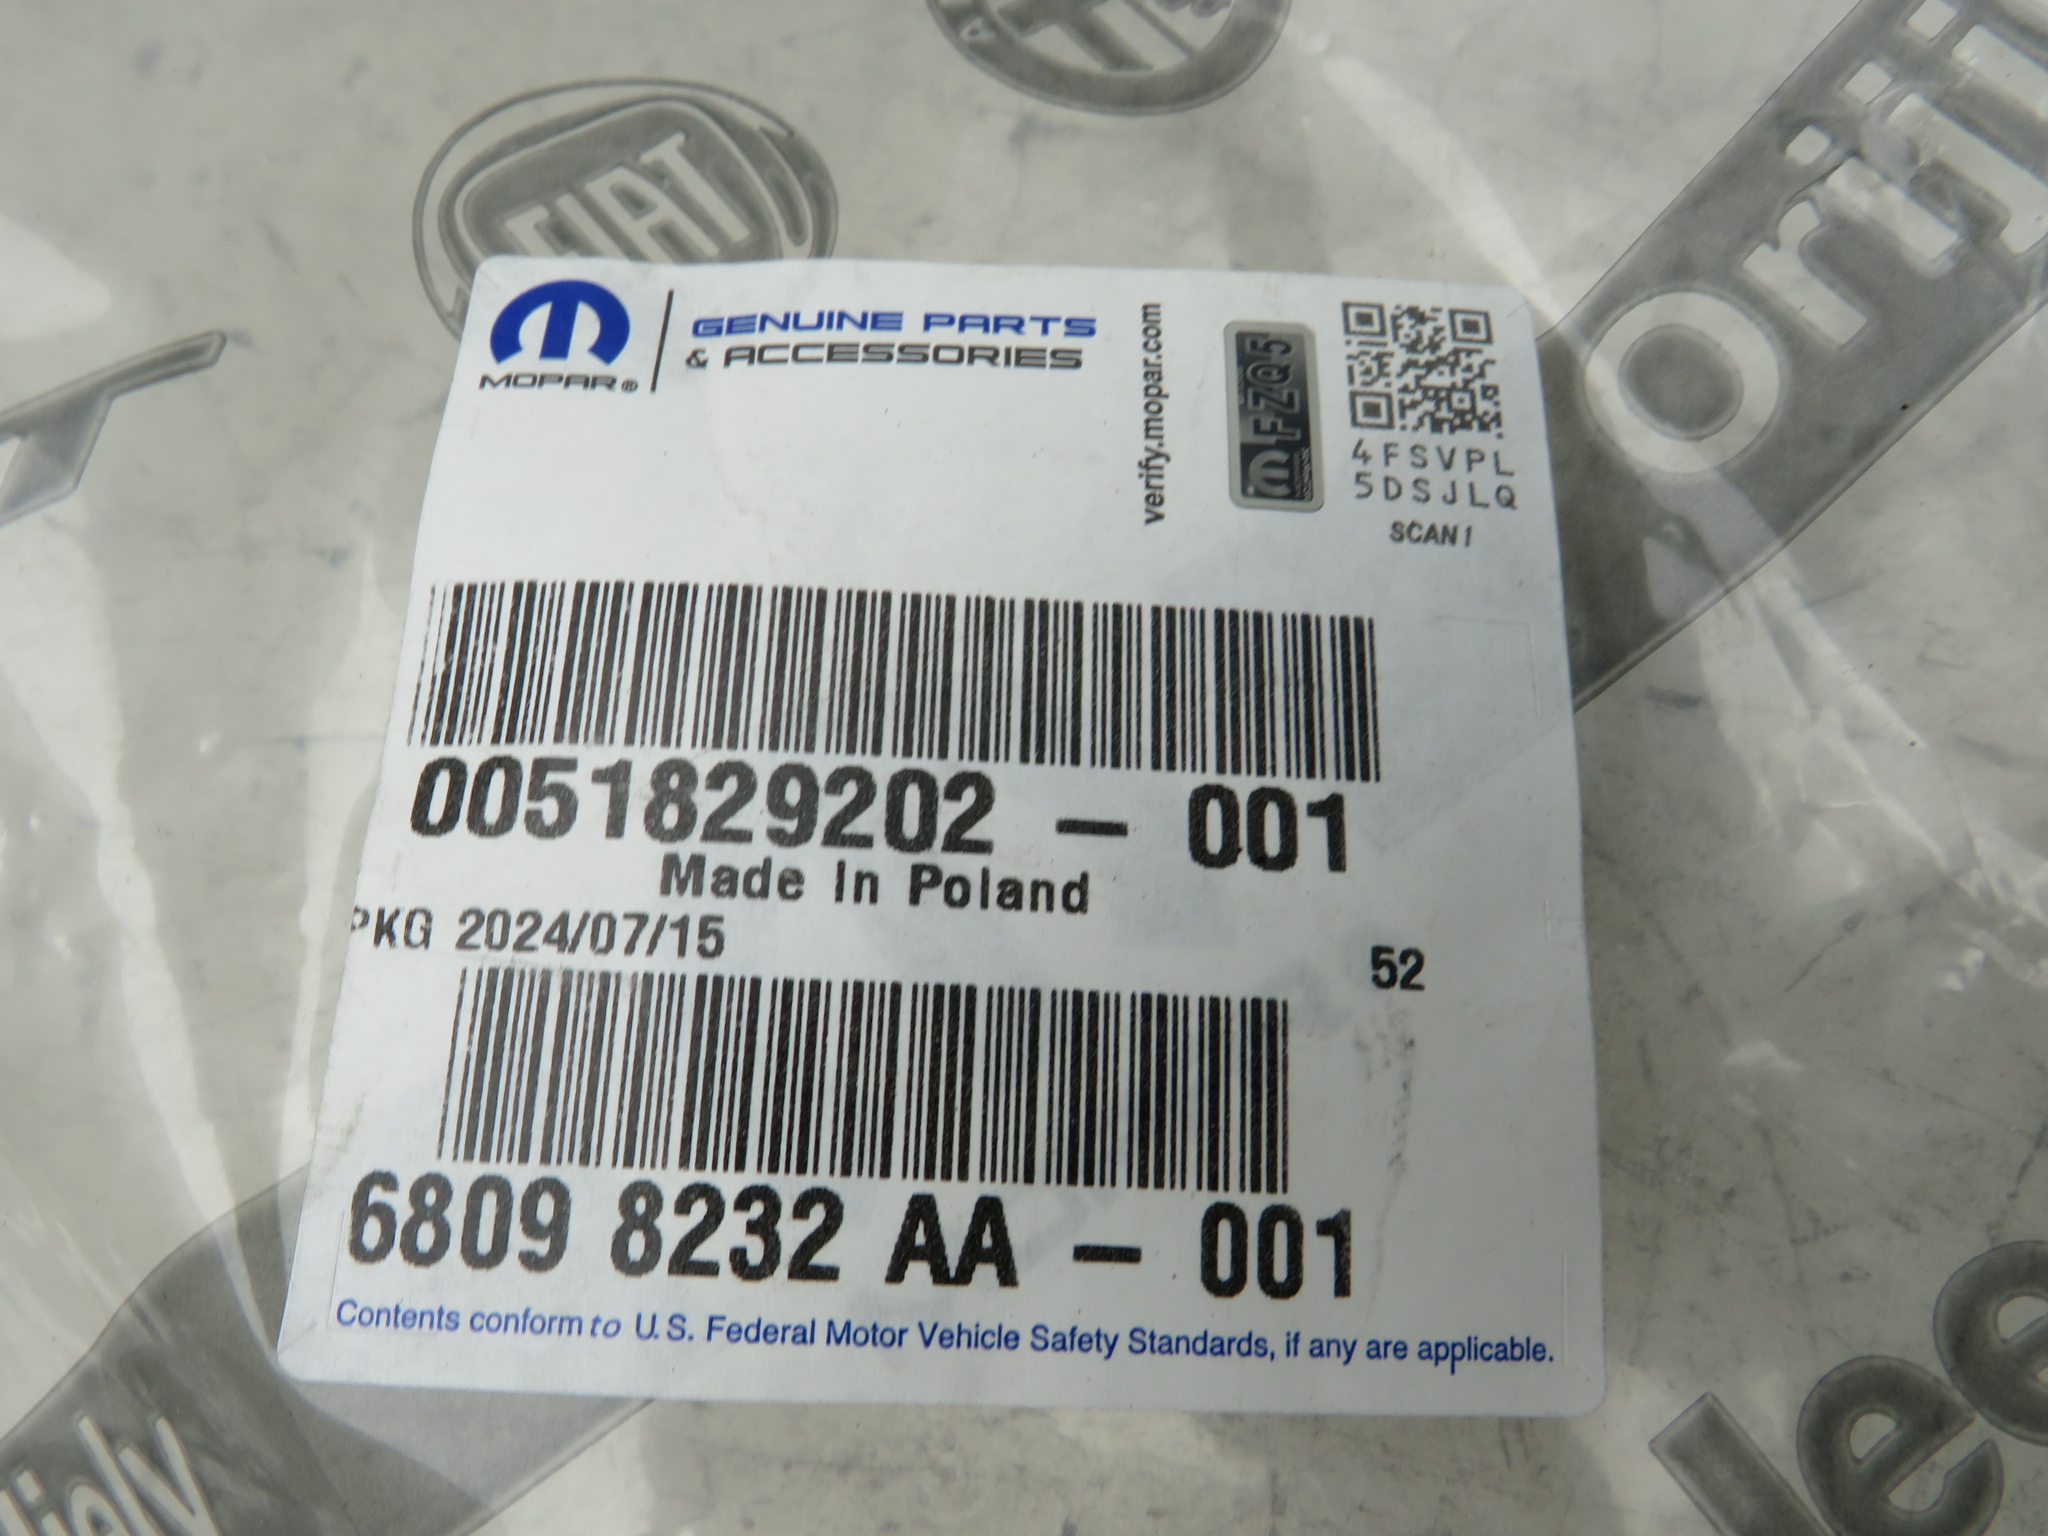 FIAT
MOPAR®
GENUINE PARTS
& ACCESSORIES
verify.mopar.com
FZQ5
4FSVPL
5DSJLQ
SCAN!
0051829202 - 001
Made In Poland
PKG 2024/07/15
52
6809 8232 AA - 001
Contents conform to U.S. Federal Motor Vehicle Safety Standards, if any are applicable.